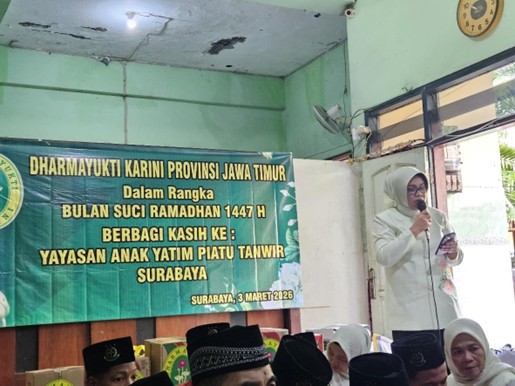 DHARMAYUKTI KARINI PROVINSI JAWA TIMUR
Dalam Rangka
BULAN SUCI RAMADHAN 1447 H
BERBAGI KASIH KE :
YAYASAN ANAK YATIM PIATU TANWIR
SURABAYA
SURABAYA, 3 MARET 2026